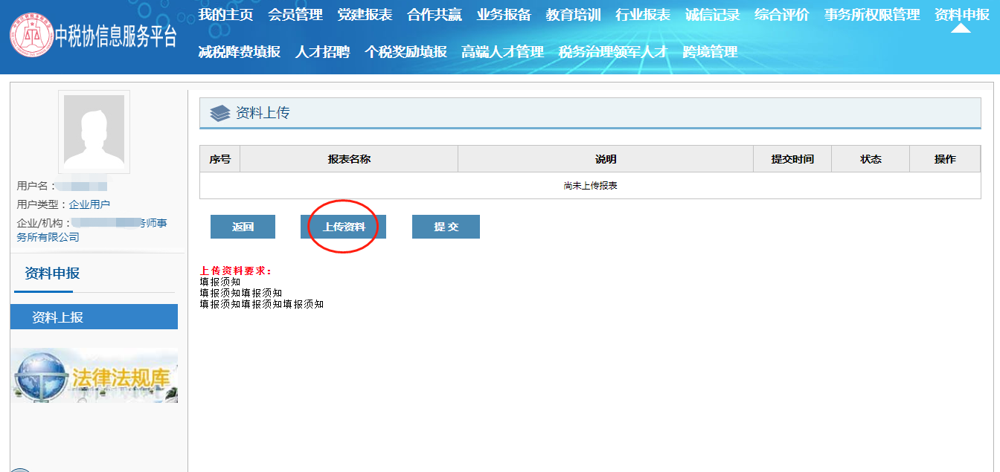 中税协信息服务平台
我的主页 会员管理 党建报表 合作共赢 业务报备 教育培训 行业报表 诚信记录 综合评价 事务所权限管理 资料申报
减税降费填报 人才招聘 个税奖励填报 高端人才管理 税务治理领军人才 跨境管理
用户名：
用户类型：企业用户
企业/机构：务师事
务所有限公司
资料申报
资料上报
法律法规库
资料上传
序号 报表名称 说明 提交时间 状态 操作
尚未上传报表
返回 上传资料 提 交
上传资料要求：
填报须知
填报须知填报须知
填报须知填报须知填报须知